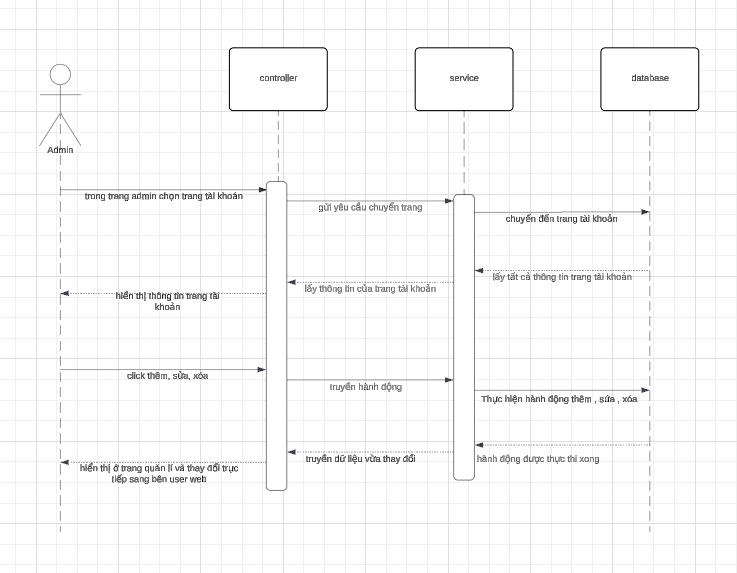 controller
service
database
Admin
trong trang admin chọn trang tài khoản
gửi yêu cầu chuyển trang
chuyển đến trang tài khoản
lấy tất cả thông tin trang tài khoản
lấy thông tin của trang tài khoản
hiển thị thông tin trang tài
khoản
click thêm, sửa, xóa
truyền hành động
Thực hiện hành động thêm , sửa , xóa
truyền dữ liệu vừa thay đổi
hành động được thực thi xong
hiển thị ở trang quản lí và thay đổi trực
tiếp sang bên user web